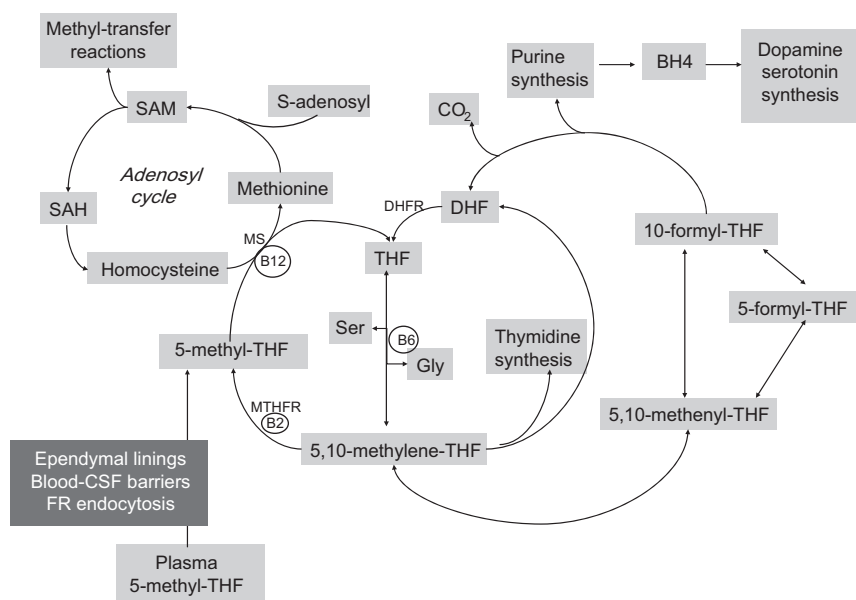 Methyl-transfer
reactions
SAM
S-adenosyl
Adenosyl
cycle
SAH
Methionine
Homocysteine
MS
B12
CO2
Purine
synthesis
BH4
Dopamine
serotonin
synthesis
DHFR
DHF
THF
10-formyl-THF
5-formyl-THF
Ser
B6
Gly
Thymidine
synthesis
5-methyl-THF
MTHFR
B2
5,10-methylene-THF
5,10-methenyl-THF
Ependymal linings
Blood-CSF barriers
FR endocytosis
Plasma
5-methyl-THF